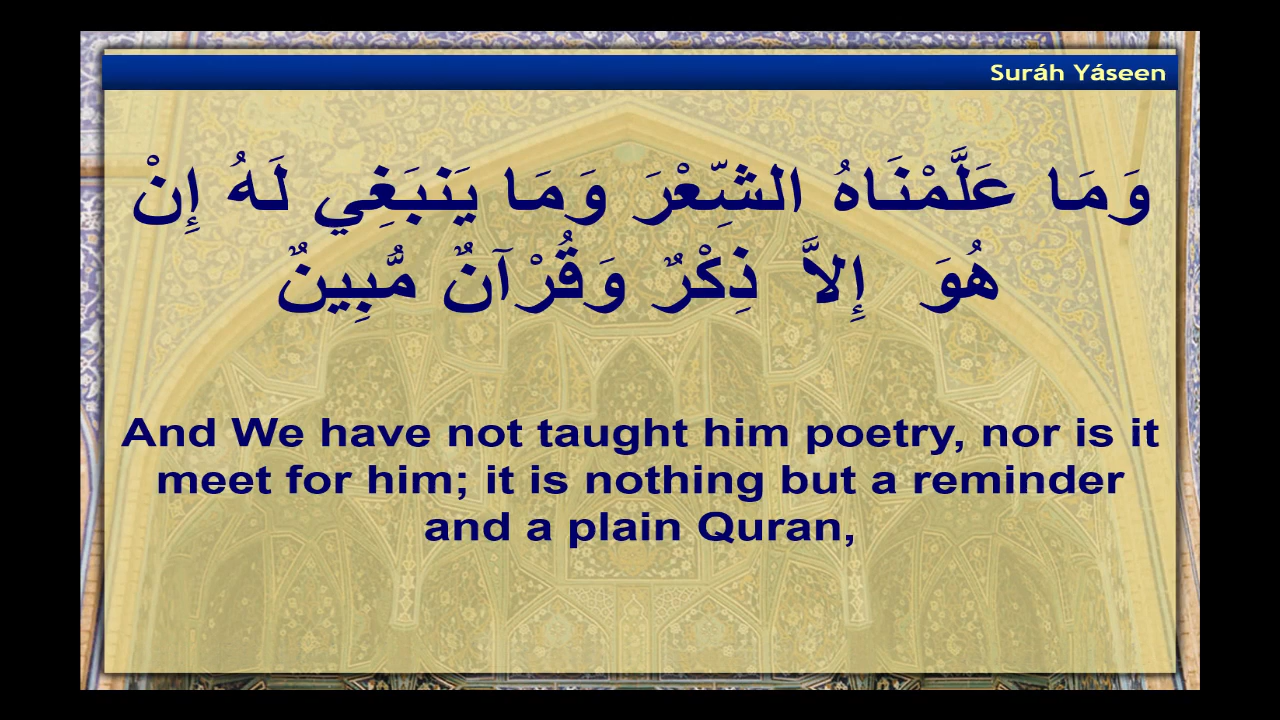 Suráh Yáseen
وَمَا عَلَّمْنَاهُ الشِّعْرَ وَمَا يَنبَغِي لَهُ إِنْ
هُوَ إِلاَّ ذِكْرٌ وَقُرْآنٌ مُّبِينٌ
And We have not taught him poetry, nor is it
meet for him; it is nothing but a reminder
and a plain Quran,